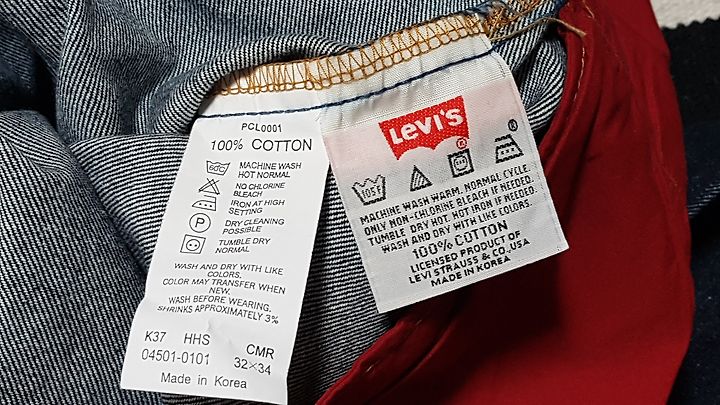 PCL0001
100% COTTON
60C
MACHINE WASH
HOT NORMAL
NO CHLORINE
BLEACH
IRON AT HIGH
SETTING
P
DRY CLEANING
POSSIBLE
TUMBLE DRY
NORMAL
WASH AND DRY WITH LIKE
COLORS.
COLOR MAY TRANSFER WHEN
NEW.
WASH BEFORE WEARING.
SHRINKS APPROXIMATELY 3%
K37 HHS
04501-0101
CMR
32×34
Made in Korea
Levi's
®
105F
MACHINE WASH WARM. NORMAL CYCLE.
ONLY NON-CHLORINE BLEACH IF NEEDED.
TUMBLE DRY HOT. HOT IRON IF NEEDED.
WASH AND DRY WITH LIKE COLORS.
100% COTTON
LICENSED PRODUCT OF
LEVI STRAUSS & CO.USA
MADE IN KOREA